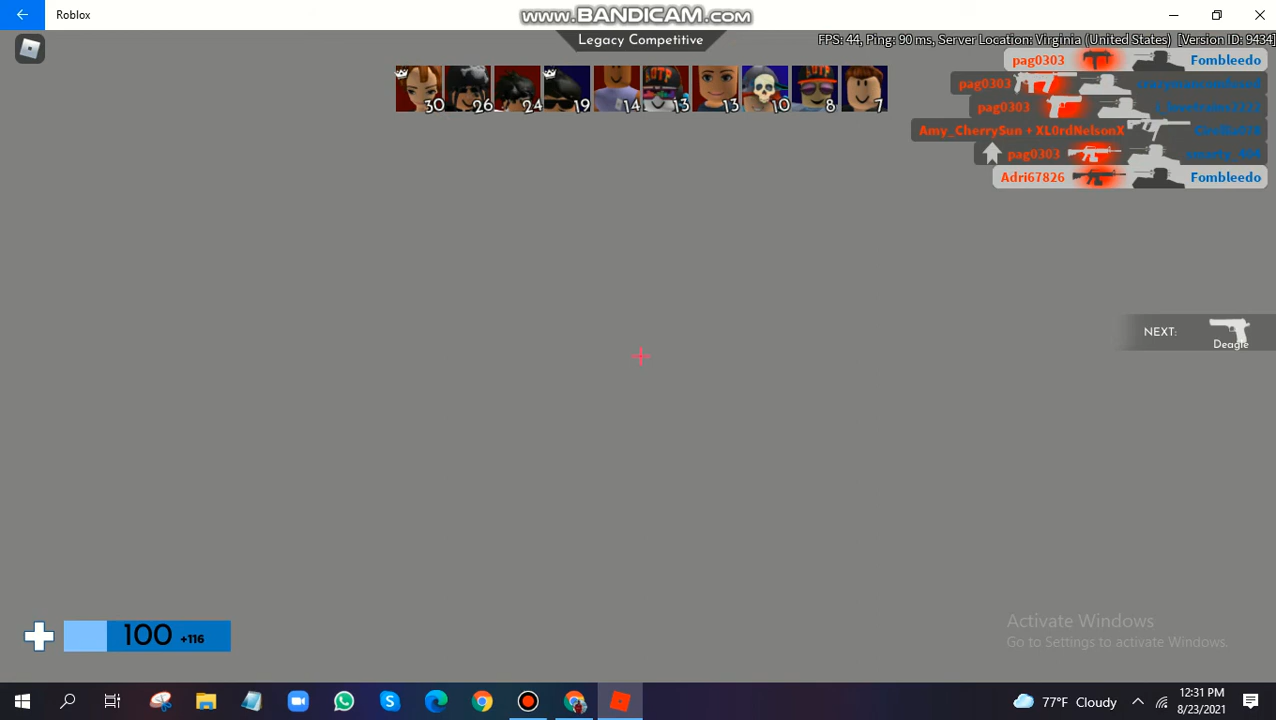 Roblox
www.BANDICAM.com
Legacy Competitive
FPS: 44, Ping: 90 ms, Server Location: Virginia (United States) [Version ID: 9434]
30 26 24 19 14 13 13 10 8 7
pag0303 Fombleedo
pag0303
pag0303
Amy_CherrySun + XL0rdNelsonX
pag0303
Adri67826 Fombleedo
NEXT:
Deagle
100 +116
Activate Windows
Go to Settings to activate Windows.
77°F Cloudy
12:31 PM
8/23/2021